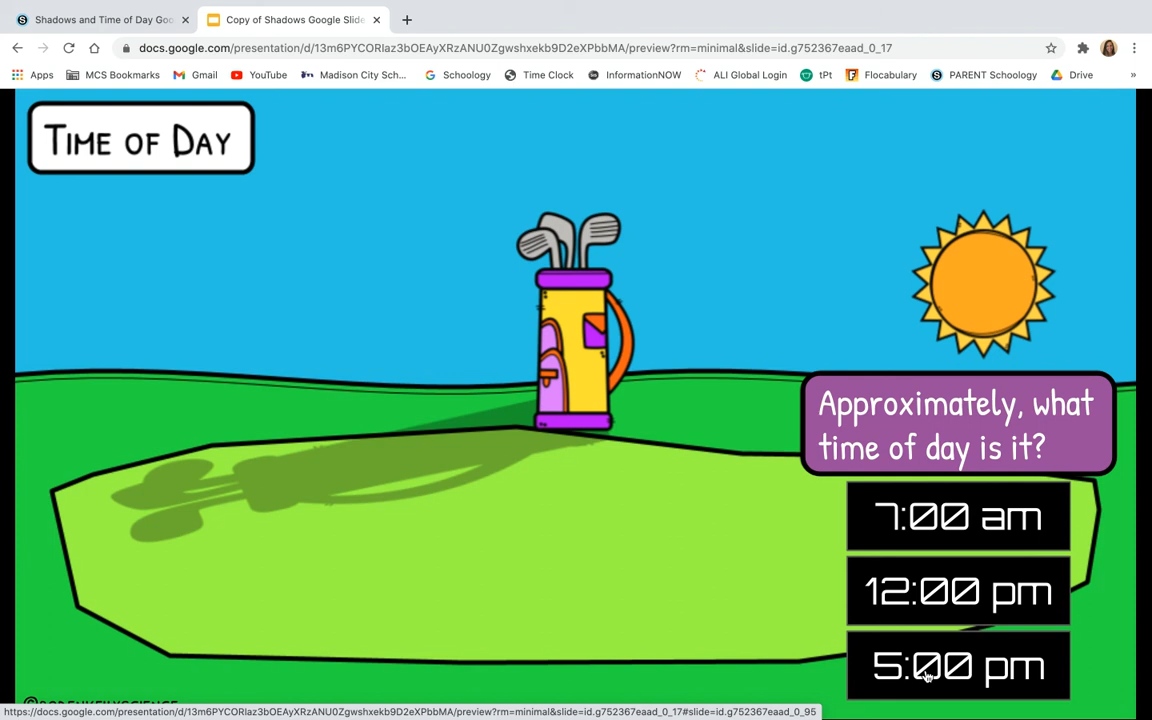 Shadows and Time of Day Goo
Copy of Shadows Google Slide
docs.google.com/presentation/d/13m6PYCORIaz3bOEAyXRzANU0Zgwshxekb9D2eXPbbMA/preview?rm=minimal&slide=id.g752367eaad_0_17
Apps
MCS Bookmarks
Gmail
YouTube
Madison City Sch...
Schoology
Time Clock
InformationNOW
ALI Global Login
tPt
Flocabulary
PARENT Schoology
Drive
»
Time of Day
Approximately, what
time of day is it?
7:00 am
12:00 pm
5:00 pm
https://docs.google.com/presentation/d/13m6PYCORIaz3bOEAyXRzANU0Zgwshxekb9D2eXPbbMA/preview?rm=minimal&slide=id.g752367eaad_0_17#slide=id.g752367eaad_0_95